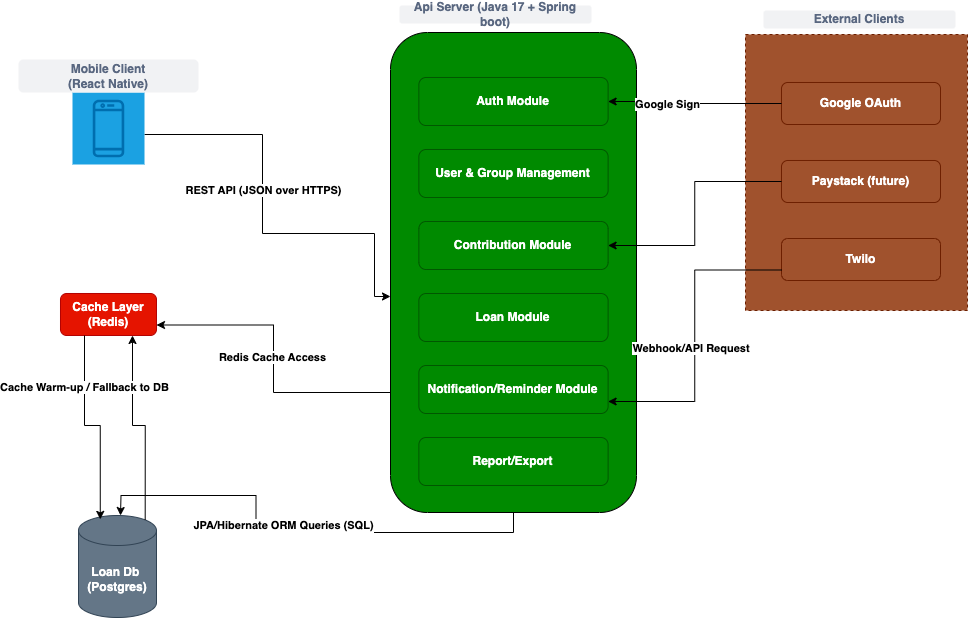 Api Server (Java 17 + Spring
boot)
External Clients
Mobile Client
(React Native)
Auth Module
Google Sign
Google OAuth
User & Group Management
Paystack (future)
REST API (JSON over HTTPS)
Contribution Module
Twilo
Cache Layer
(Redis)
Loan Module
Redis Cache Access
Webhook/API Request
Cache Warm-up / Fallback to DB
Notification/Reminder Module
Report/Export
JPA/Hibernate ORM Queries (SQL)
Loan Db
(Postgres)